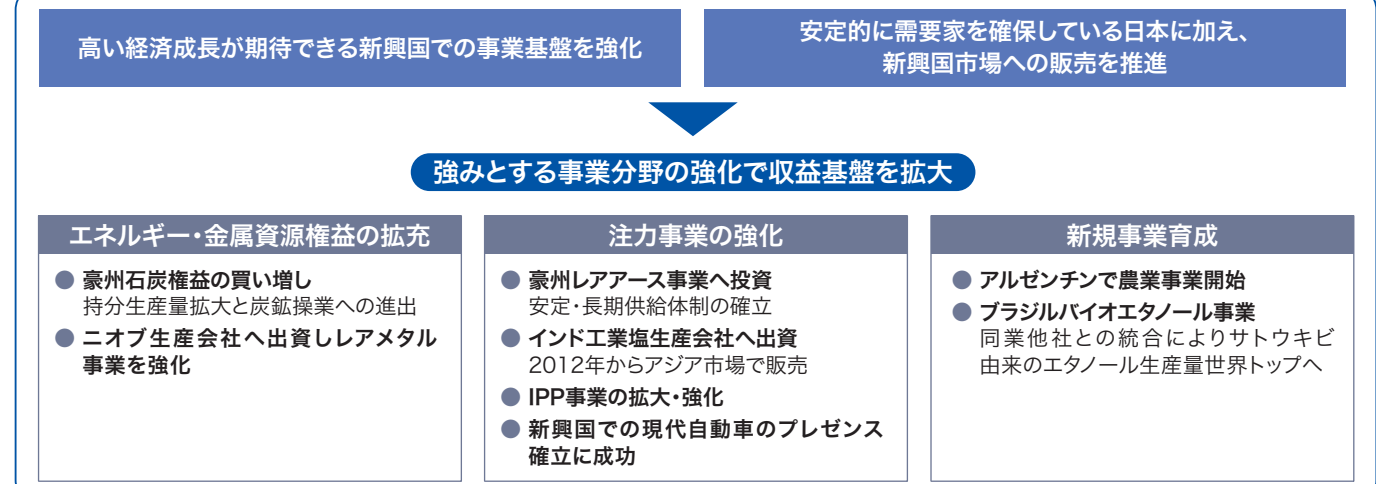 高い経済成長が期待できる新興国での事業基盤を強化
安定的に需要家を確保している日本に加え、
新興国市場への販売を推進
強みとする事業分野の強化で収益基盤を拡大
エネルギー・金属資源権益の拡充
● 豪州石炭権益の買い増し
持分生産量拡大と炭鉱操業への進出
● ニオブ生産会社へ出資しレアメタル
事業を強化
注力事業の強化
● 豪州レアアース事業へ投資
安定・長期供給体制の確立
● インド工業塩生産会社へ出資
2012年からアジア市場で販売
● IPP事業の拡大・強化
● 新興国での現代自動車のプレゼンス
確立に成功
新規事業育成
● アルゼンチンで農業事業開始
● ブラジルバイオエタノール事業
同業他社との統合によりサトウキビ
由来のエタノール生産量世界トップへ